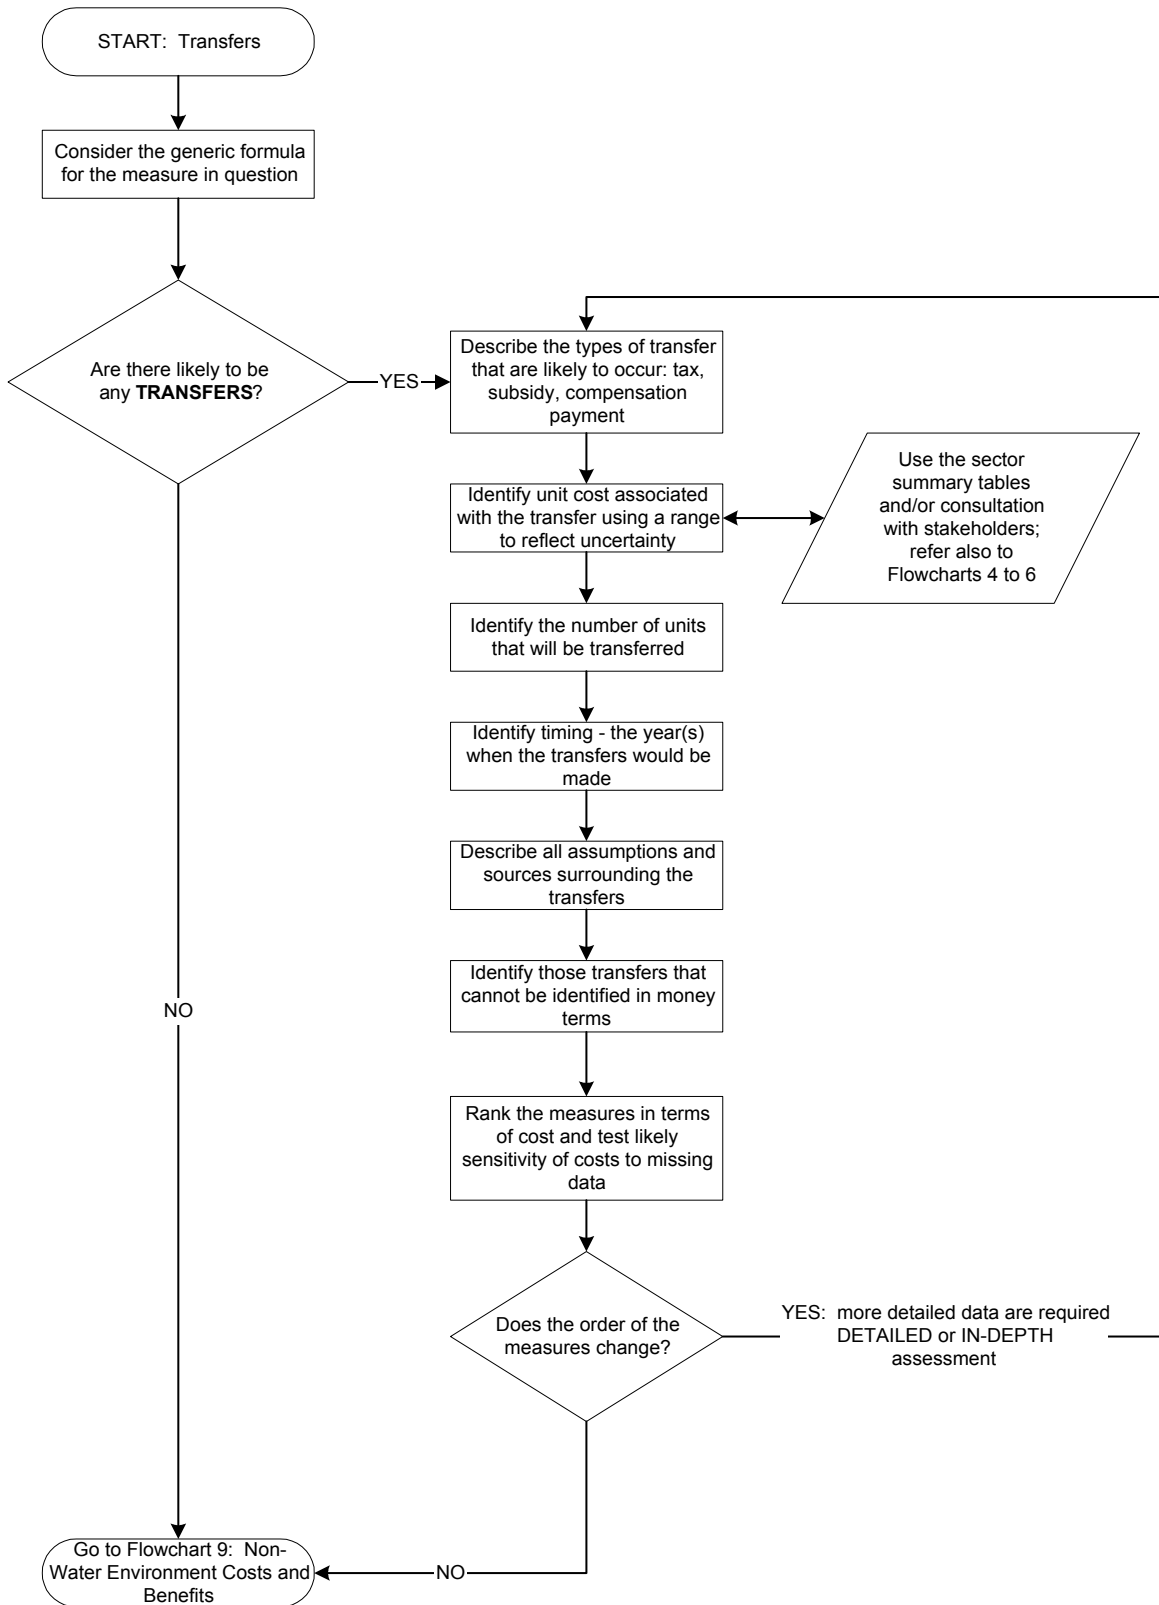 START: Transfers
Consider the generic formula
for the measure in question
Are there likely to be
any TRANSFERS?
YES
Describe the types of transfer
that are likely to occur: tax,
subsidy, compensation
payment
Identify unit cost associated
with the transfer using a range
to reflect uncertainty
Use the sector
summary tables
and/or consultation
with stakeholders;
refer also to
Flowcharts 4 to 6
Identify the number of units
that will be transferred
Identify timing - the year(s)
when the transfers would be
made
Describe all assumptions and
sources surrounding the
transfers
Identify those transfers that
cannot be identified in money
terms
NO
Rank the measures in terms
of cost and test likely
sensitivity of costs to missing
data
Does the order of the
measures change?
YES: more detailed data are required
DETAILED or IN-DEPTH
assessment
NO
Go to Flowchart 9: Non-
Water Environment Costs and
Benefits